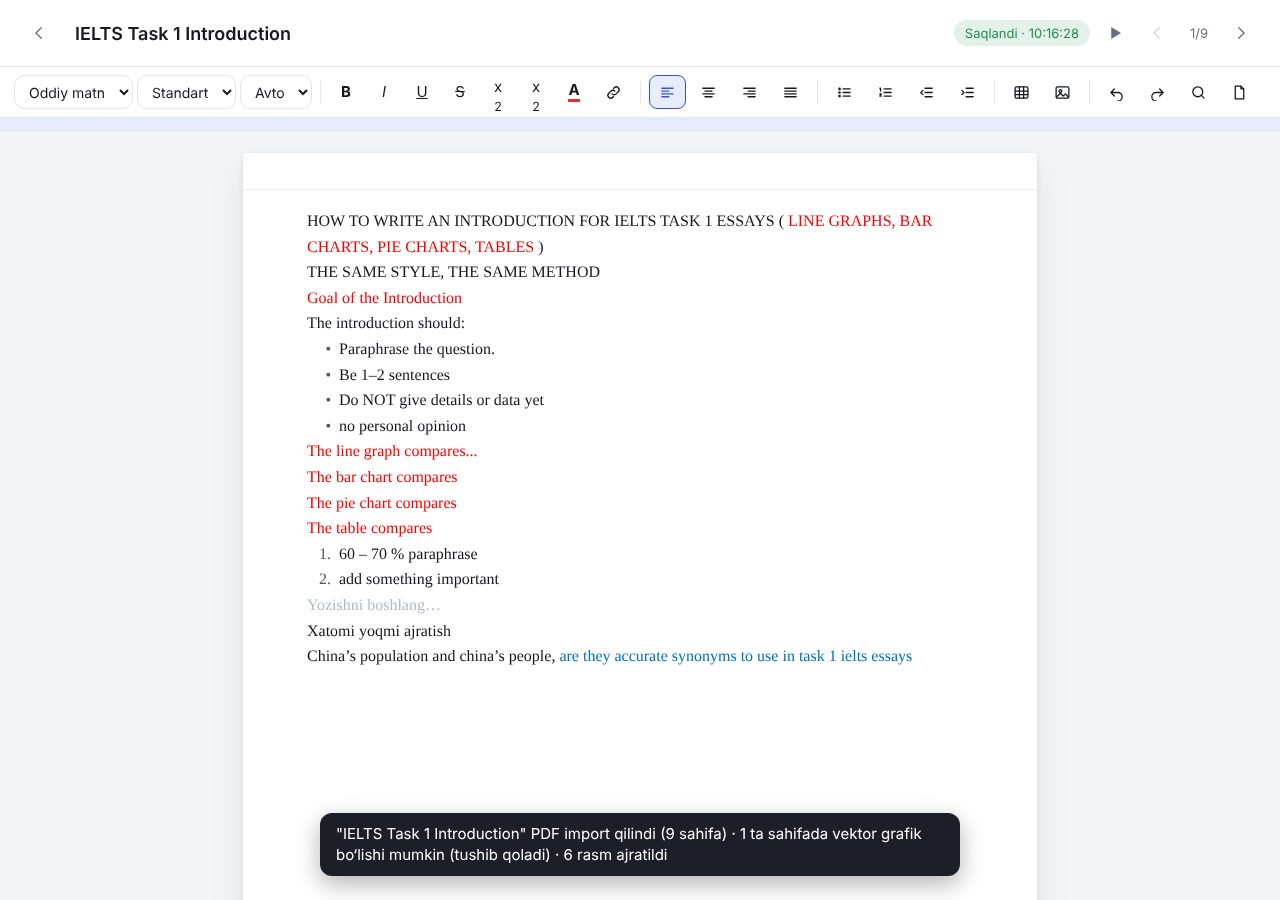 IELTS Task 1 Introduction
Saqlandi · 10:16:28
1/9
Oddiy matn
Standart
Avto
B
I
U
S
x
2
x
2
A
HOW TO WRITE AN INTRODUCTION FOR IELTS TASK 1 ESSAYS ( LINE GRAPHS, BAR
CHARTS, PIE CHARTS, TABLES )
THE SAME STYLE, THE SAME METHOD
Goal of the Introduction
The introduction should:
• Paraphrase the question.
• Be 1–2 sentences
• Do NOT give details or data yet
• no personal opinion
The line graph compares...
The bar chart compares
The pie chart compares
The table compares
1. 60 – 70 % paraphrase
2. add something important
Yozishni boshlang…
Xatomi yoqmi ajratish
China’s population and china’s people, are they accurate synonyms to use in task 1 ielts essays
"IELTS Task 1 Introduction" PDF import qilindi (9 sahifa) · 1 ta sahifada vektor grafik
bo‘lishi mumkin (tushib qoladi) · 6 rasm ajratildi